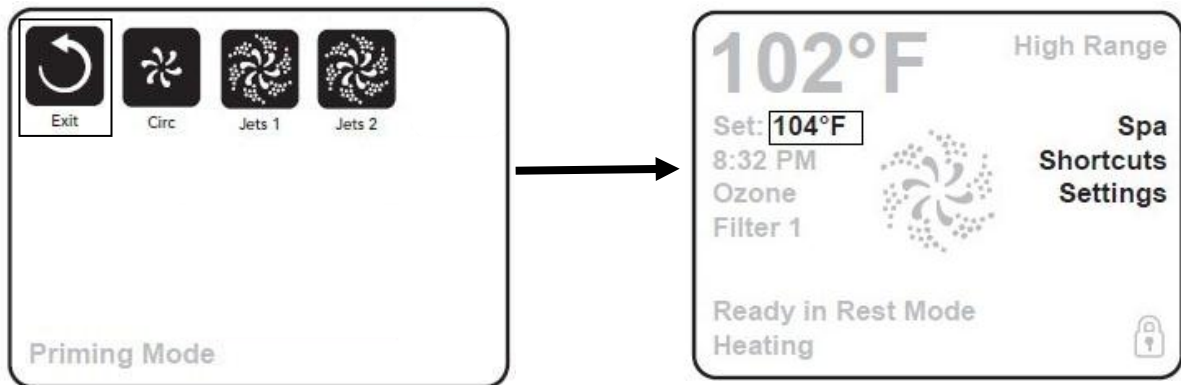 Exit Circ Jets 1 Jets 2
Priming Mode
102°F High Range
Set: 104°F Spa
8:32 PM Shortcuts
Ozone Settings
Filter 1
Ready in Rest Mode
Heating